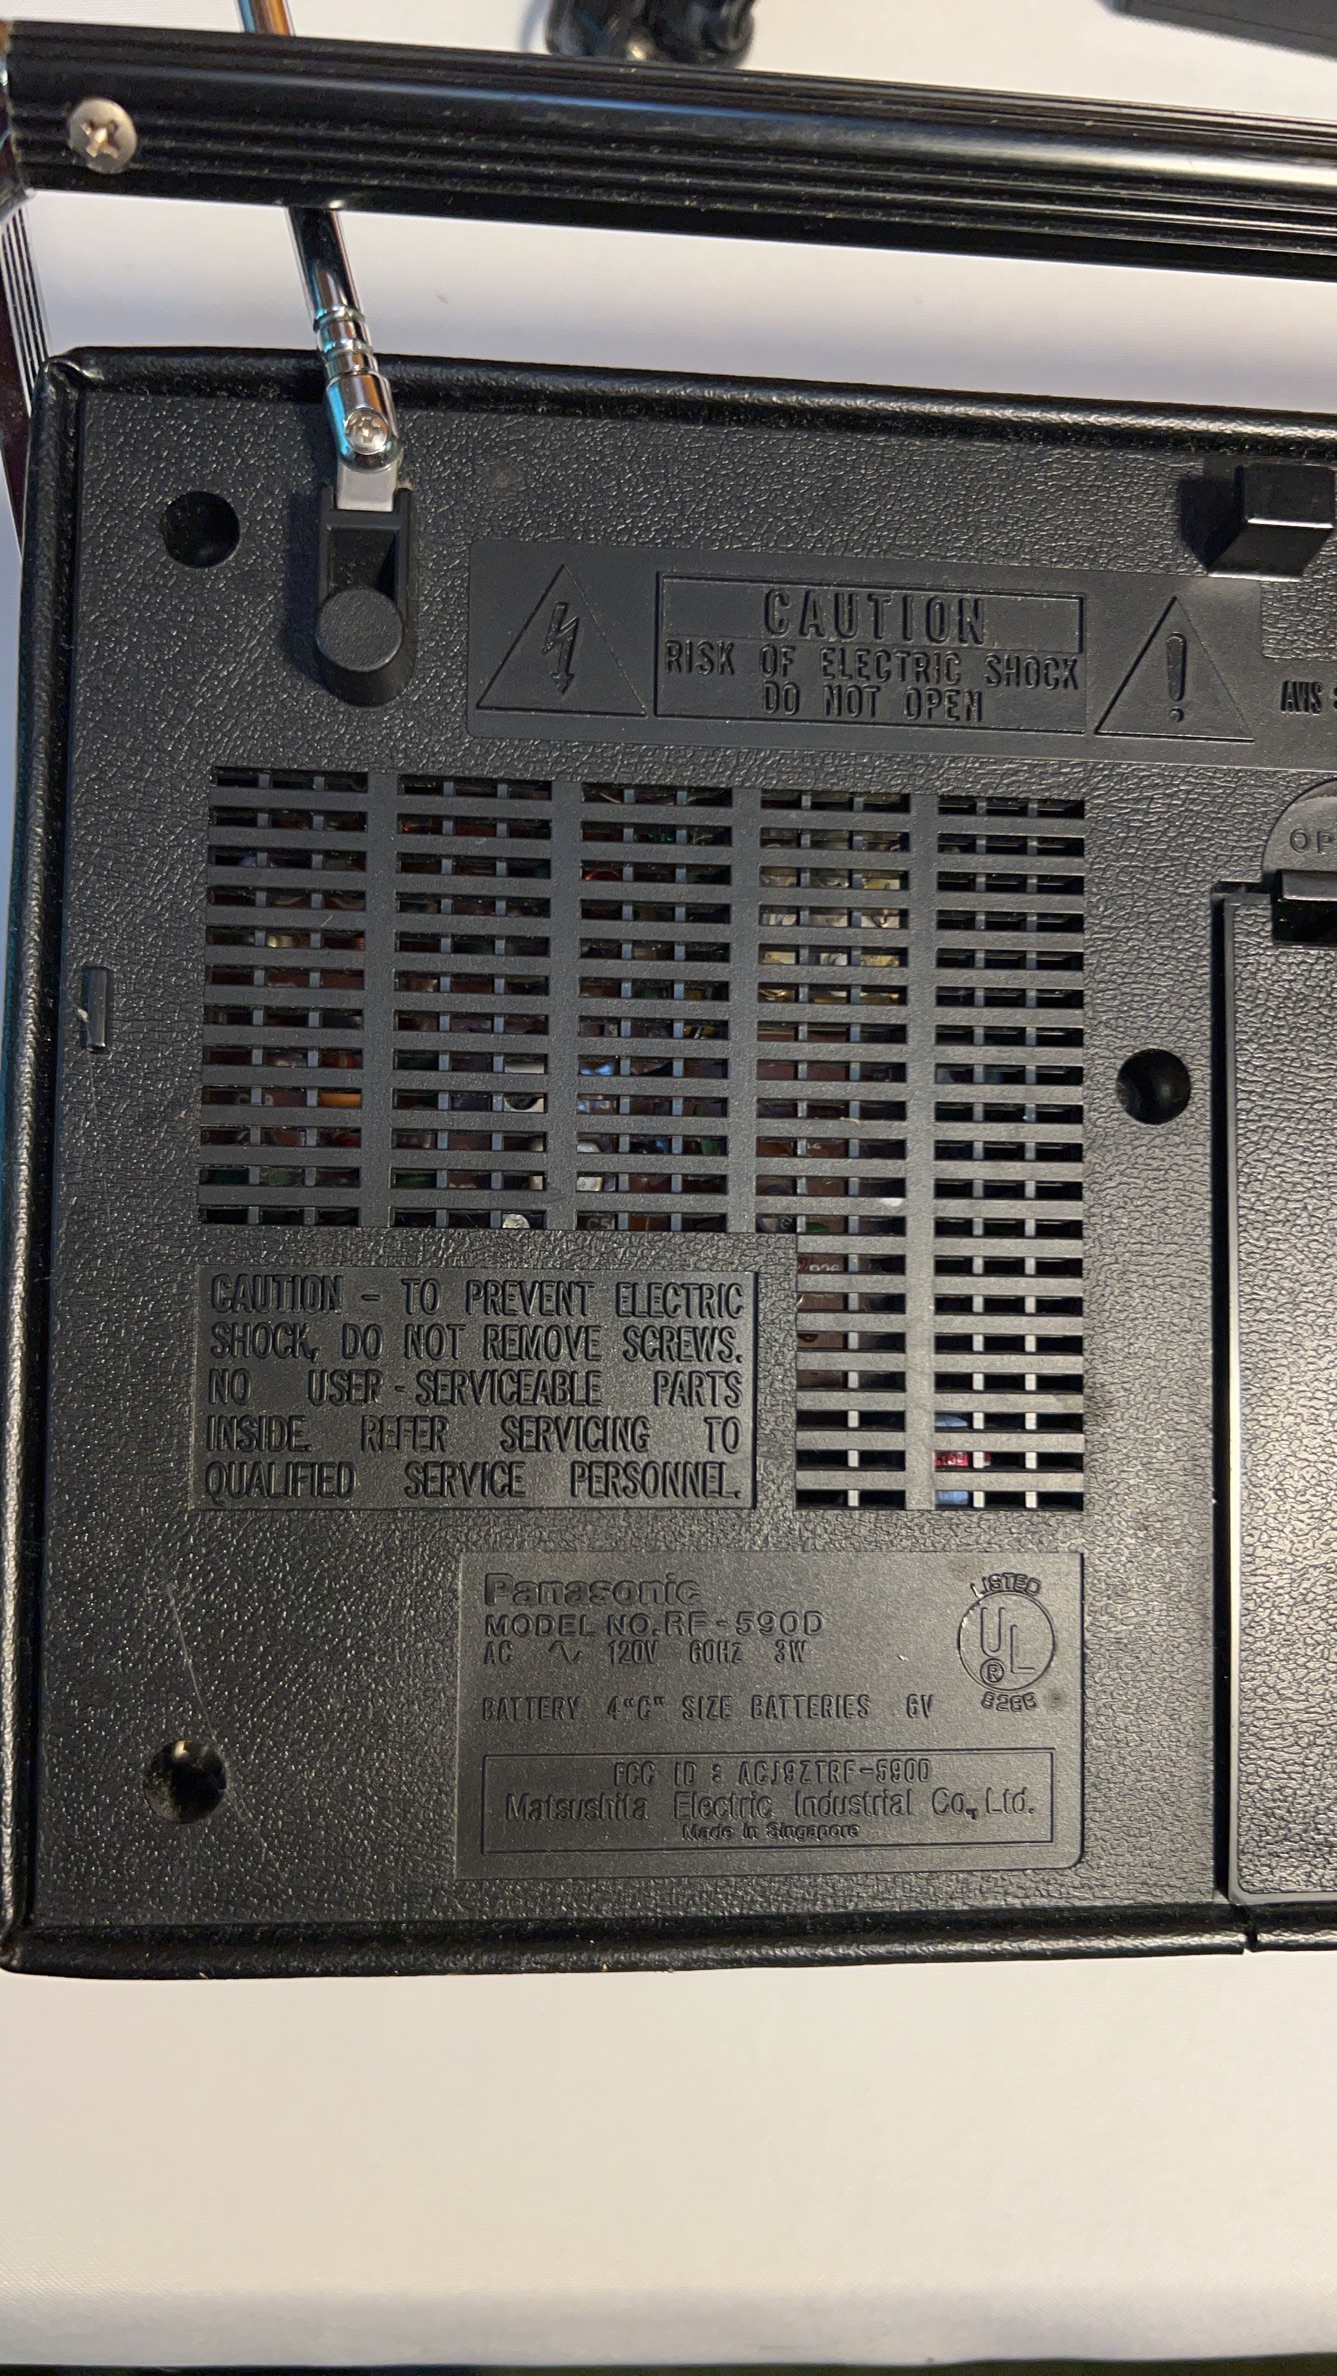 CAUTION
RISK OF ELECTRIC SHOCK
DO NOT OPEN
AVIS
OP
CAUTION - TO PREVENT ELECTRIC
SHOCK, DO NOT REMOVE SCREWS.
NO USER-SERVICEABLE PARTS
INSIDE. REFER SERVICING TO
QUALIFIED SERVICE PERSONNEL.
Panasonic
MODEL NO. RF-590D
AC ∿ 120V 60Hz 3W
BATTERY 4"C" SIZE BATTERIES 6V
LISTED
UL
®
FCC ID : ACJ9ZTRF-590D
Matsushita Electric Industrial Co., Ltd.
Made in Singapore